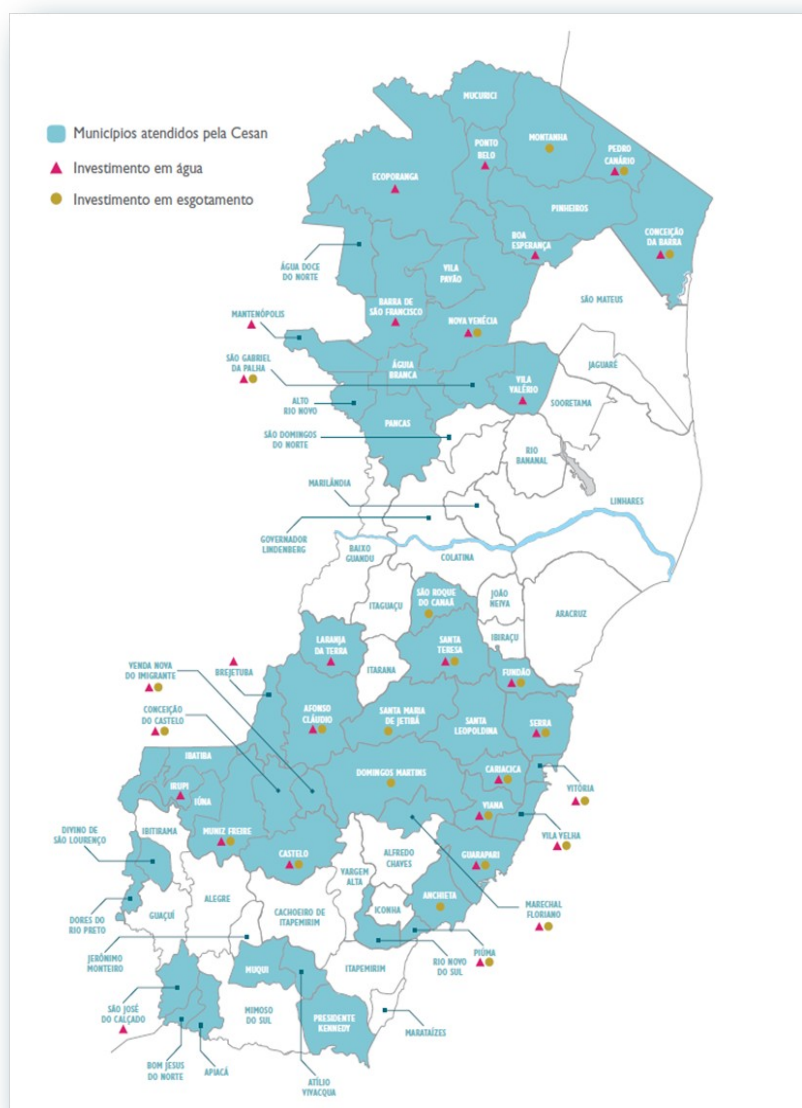 Municípios atendidos pela Cesan
Investimento em água
Investimento em esgotamento
MUCURICI
MONTANHA
PONTO
BELO
PEDRO
CANÁRIO
ECOPORANGA
PINHEIROS
CONCEIÇÃO
DA BARRA
BOA
ESPERANÇA
ÁGUA DOCE
DO NORTE
VILA
PAVÃO
SÃO MATEUS
BARRA DE
SÃO FRANCISCO
MANTENÓPOLIS
NOVA VENÉCIA
SÃO GABRIEL
DA PALHA
ÁGUIA
BRANCA
JAGUARÉ
VILA
VALÉRIO
ALTO
RIO NOVO
SOORETAMA
PANCAS
SÃO DOMINGOS
DO NORTE
RIO
BANANAL
MARILÂNDIA
LINHARES
GOVERNADOR
LINDENBERG
BAIXO
GUANDU
COLATINA
SÃO ROQUE
DO CANAÃ
JOÃO
NEIVA
ITAGUAÇU
ARACRUZ
LARANJA
DA TERRA
SANTA
TERESA
IBIRAÇU
VENDA NOVA
DO IMIGRANTE
BREJETUBA
ITARANA
FUNDÃO
CONCEIÇÃO
DO CASTELO
AFONSO
CLÁUDIO
SANTA MARIA
DE JETIBÁ
SANTA
LEOPOLDINA
SERRA
IBATIBA
DOMINGOS MARTINS
CARIACICA
VITÓRIA
IRUPI
IÚNA
VIANA
DIVINO DE
SÃO LOURENÇO
IBITIRAMA
MUNIZ FREIRE
VILA VELHA
CASTELO
ALFREDO
CHAVES
GUARAPARI
VARGEM
ALTA
DORES DO
RIO PRETO
GUAÇUÍ
ALEGRE
CACHOEIRO DE
ITAPEMIRIM
ICONHA
ANCHIETA
MARECHAL
FLORIANO
JERÔNIMO
MONTEIRO
MUQUI
ITAPEMIRIM
RIO NOVO
DO SUL
PIÚMA
SÃO JOSÉ
DO CALÇADO
MIMOSO
DO SUL
PRESIDENTE
KENNEDY
MARATAÍZES
BOM JESUS
DO NORTE
APIACÁ
ATÍLIO
VIVACQUA